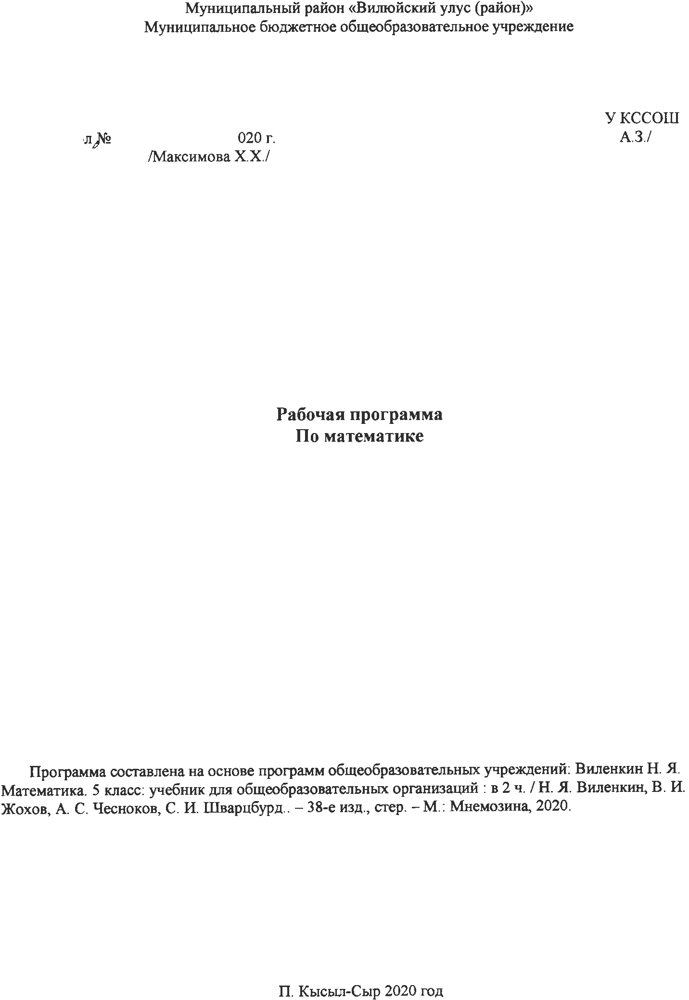 Муниципальный район «Вилюйский улус (район)»
Муниципальное бюджетное общеобразовательное учреждение
У КССОШ
л № 020 г. А.З./
/Максимова Х.Х./
Рабочая программа
По математике
Программа составлена на основе программ общеобразовательных учреждений: Виленкин Н. Я.
Математика. 5 класс: учебник для общеобразовательных организаций : в 2 ч. / Н. Я. Виленкин, В. И.
Жохов, А. С. Чесноков, С. И. Шварцбурд.. – 38-е изд., стер. – М.: Мнемозина, 2020.
П. Кысыл-Сыр 2020 год